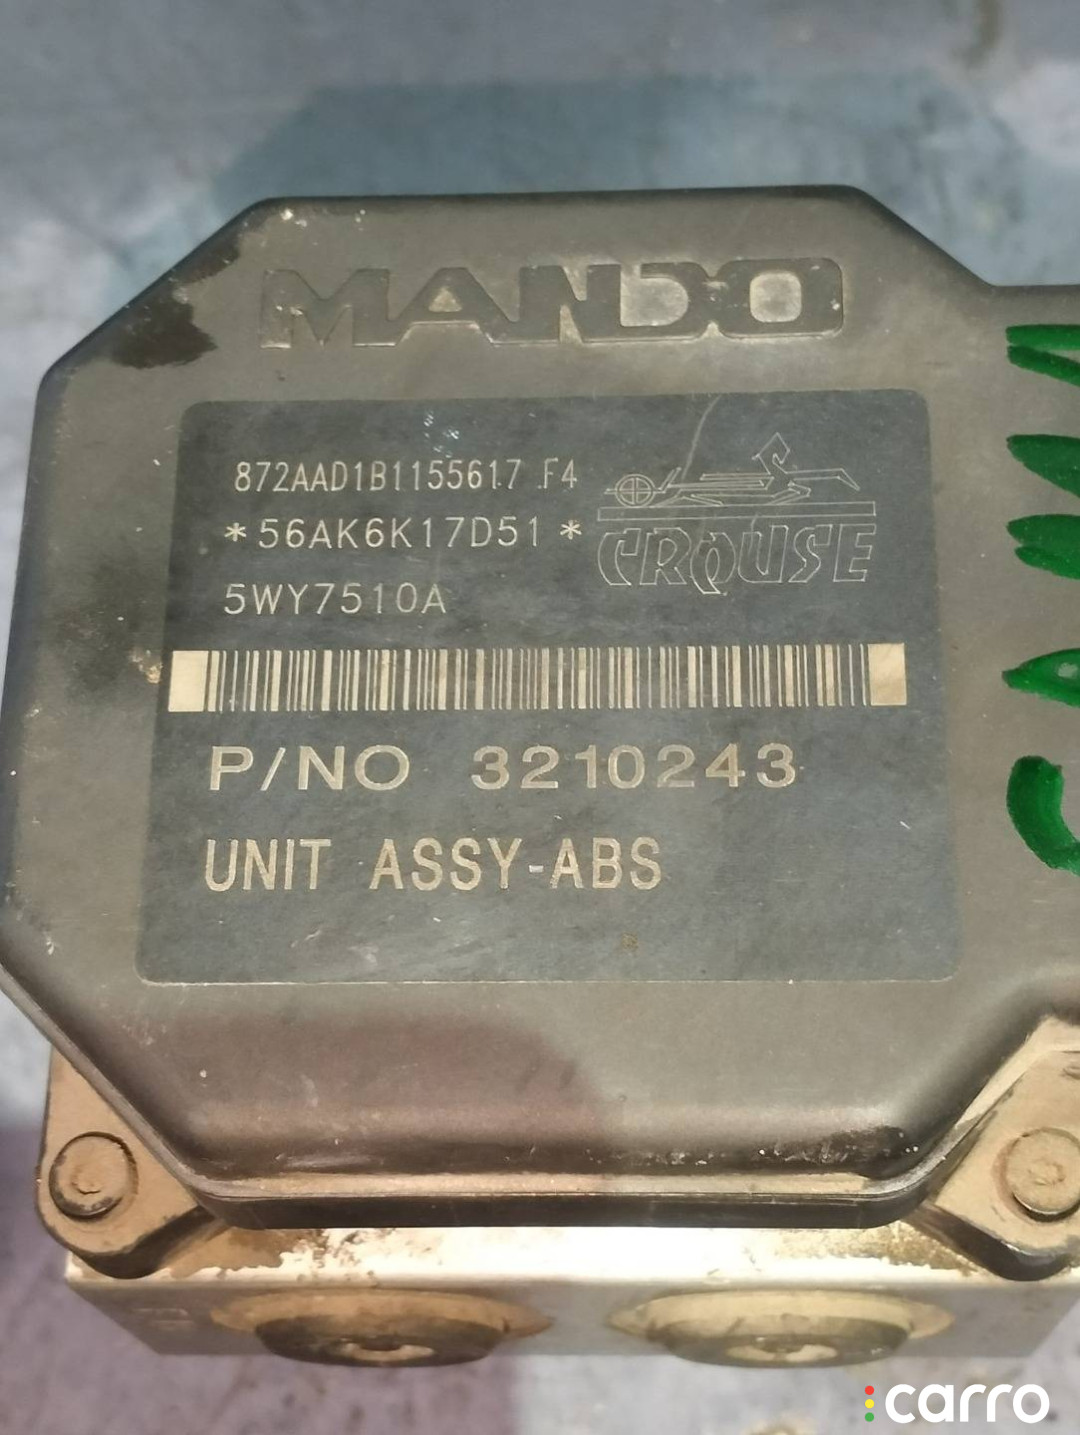 MANDO
872AAD1B1155617 F4
*56AK6K17D51*
5WY7510A
CROUSE
P/NO 3210243
UNIT ASSY-ABS
carro